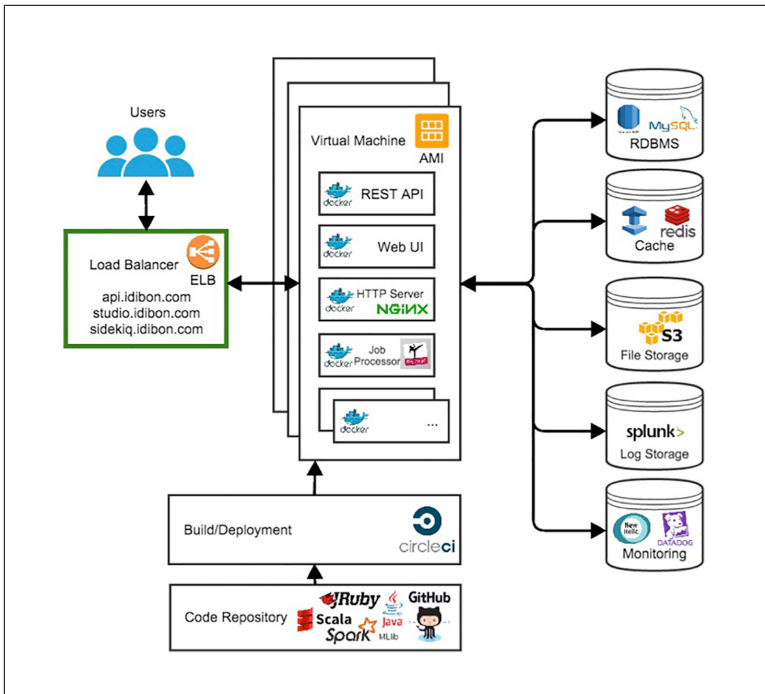 Users
Load Balancer
ELB
api.idibon.com
studio.idibon.com
sidekiq.idibon.com
Virtual Machine
AMI
docker
REST API
docker
Web UI
docker
HTTP Server
NGINX
docker
Job
Processor
docker
...
Build/Deployment
circleci
Code Repository
JRuby
GitHub
Scala
Java
Spark
MLlib
MySQL
RDBMS
redis
Cache
S3
File Storage
splunk>
Log Storage
New
Relic
DATADOG
Monitoring